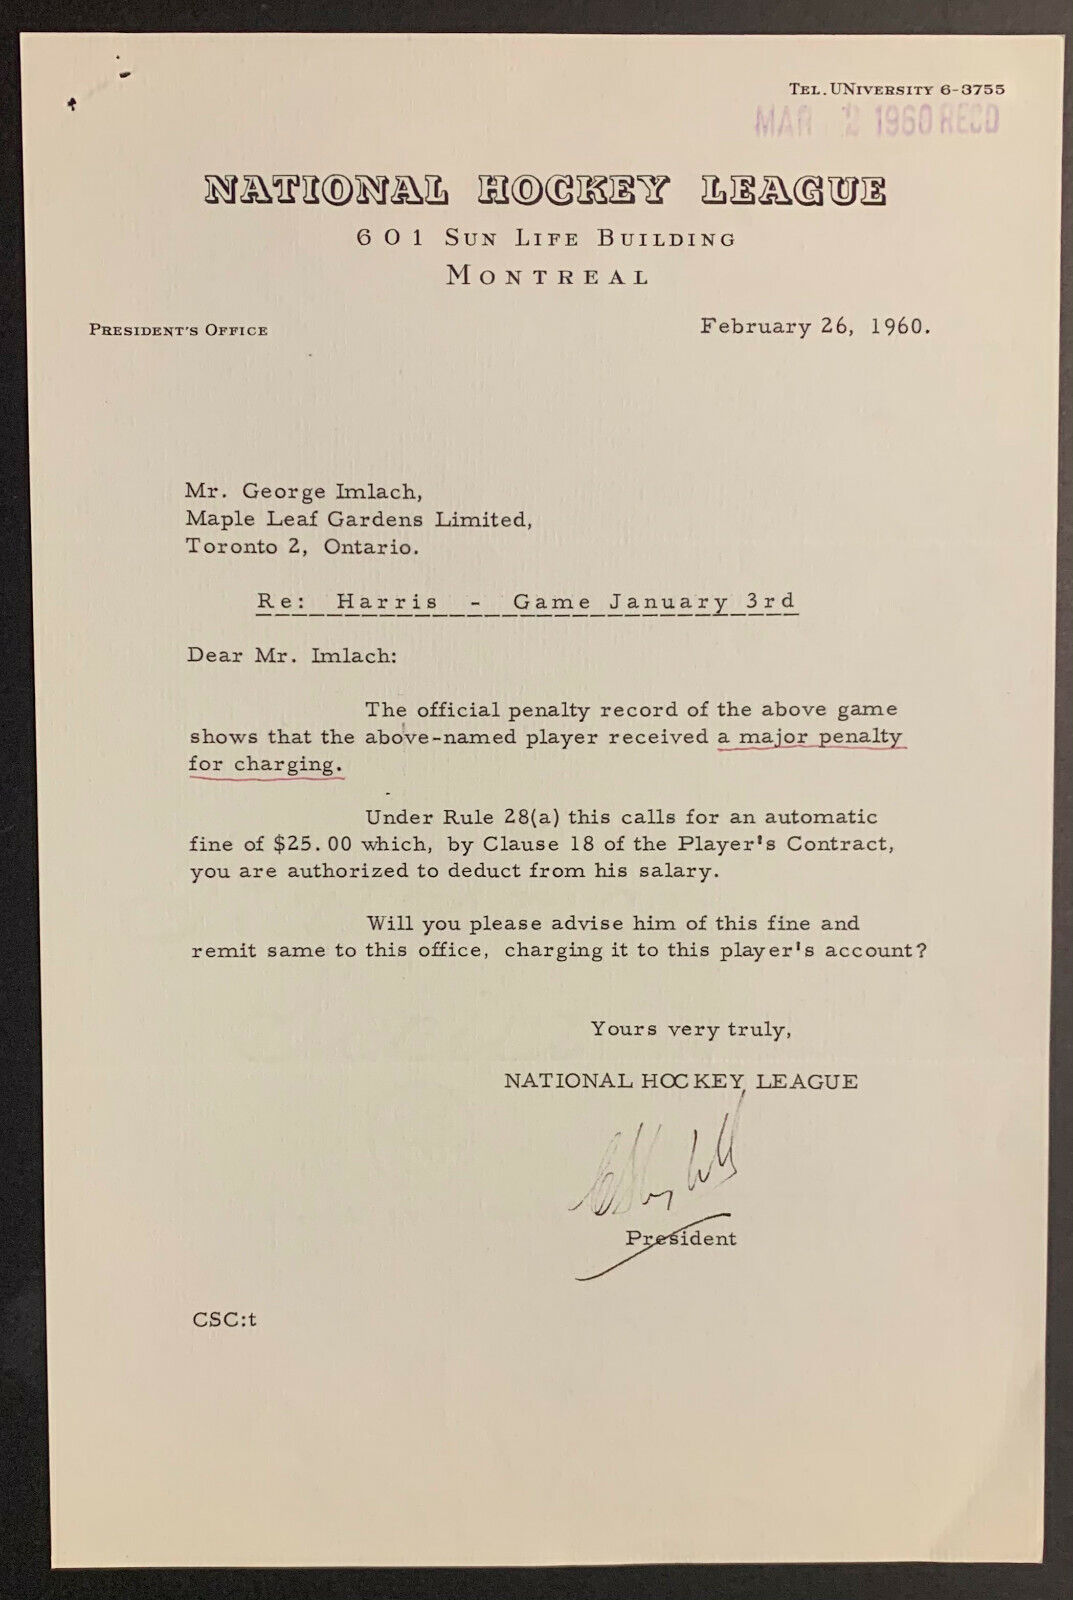 TEL. UNIVERSITY 6-3755
MAR 2 1960 RECD
NATIONAL HOCKEY LEAGUE
601 SUN LIFE BUILDING
MONTREAL
PRESIDENT'S OFFICE
February 26, 1960.
Mr. George Imlach,
Maple Leaf Gardens Limited,
Toronto 2, Ontario.
Re: Harris - Game January 3rd
Dear Mr. Imlach:
The official penalty record of the above game
shows that the above-named player received a major penalty
for charging.
Under Rule 28(a) this calls for an automatic
fine of $25.00 which, by Clause 18 of the Player's Contract,
you are authorized to deduct from his salary.
Will you please advise him of this fine and
remit same to this office, charging it to this player's account?
Yours very truly,
NATIONAL HOCKEY LEAGUE
President
CSC:t